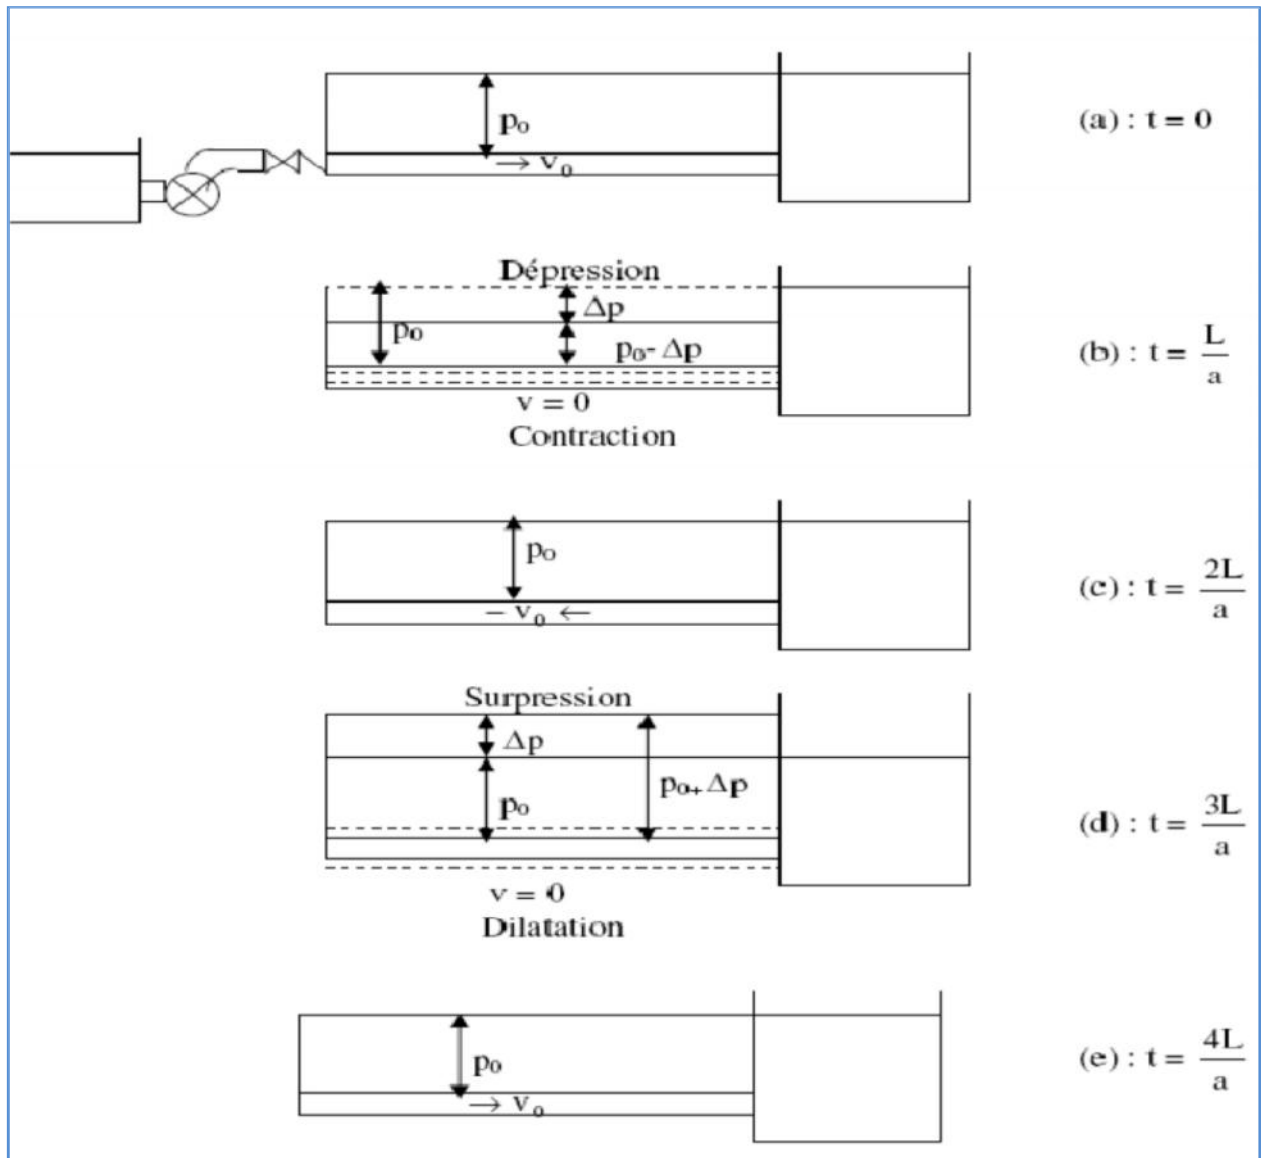 p₀
→ v₀
(a) : t = 0
Dépression
Δp
p₀
p₀- Δp
(b) : t = L/a
v = 0
Contraction
p₀
– v₀ ←
(c) : t = 2L/a
Surpression
Δp
p₀₊ Δp
p₀
(d) : t = 3L/a
v = 0
Dilatation
p₀
→ v₀
(e) : t = 4L/a